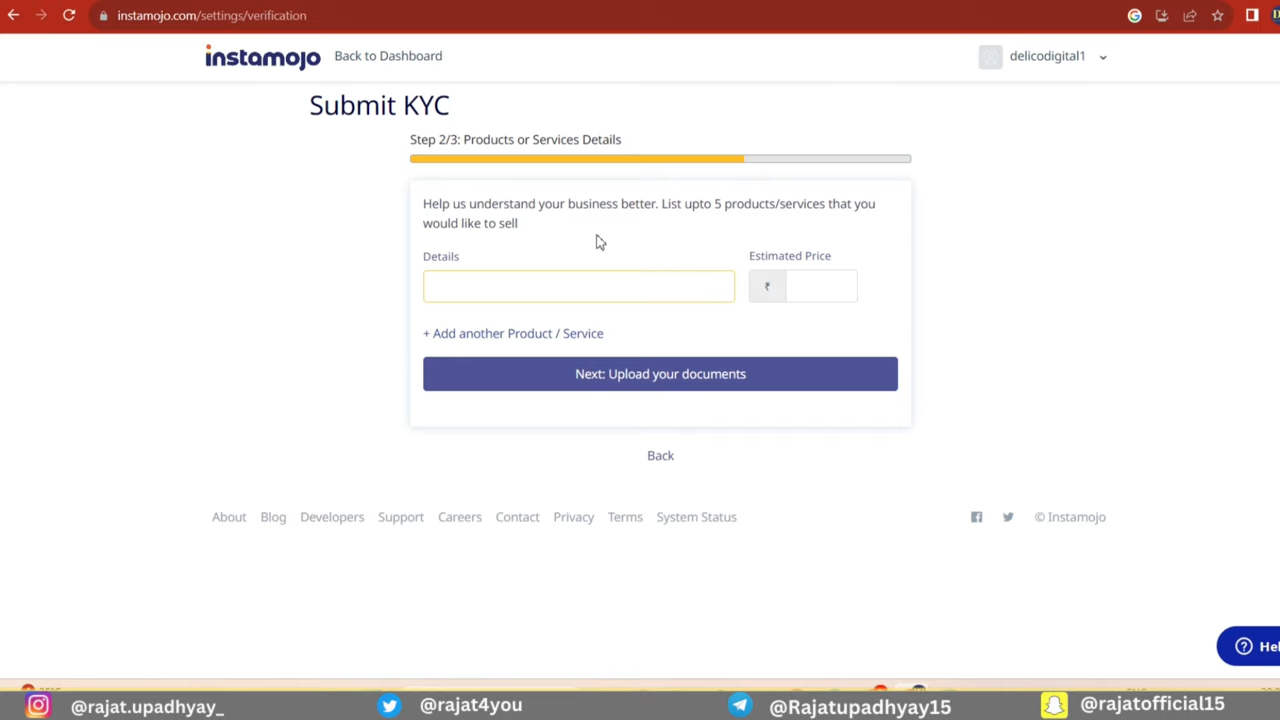 instamojo.com/settings/verification
instamojo Back to Dashboard delicodigital1
Submit KYC
Step 2/3: Products or Services Details
Help us understand your business better. List upto 5 products/services that you
would like to sell
Details Estimated Price
₹
+ Add another Product / Service
Next: Upload your documents
Back
About Blog Developers Support Careers Contact Privacy Terms System Status © Instamojo
@rajat.upadhyay_ @rajat4you @Rajatupadhyay15 @rajatofficial15